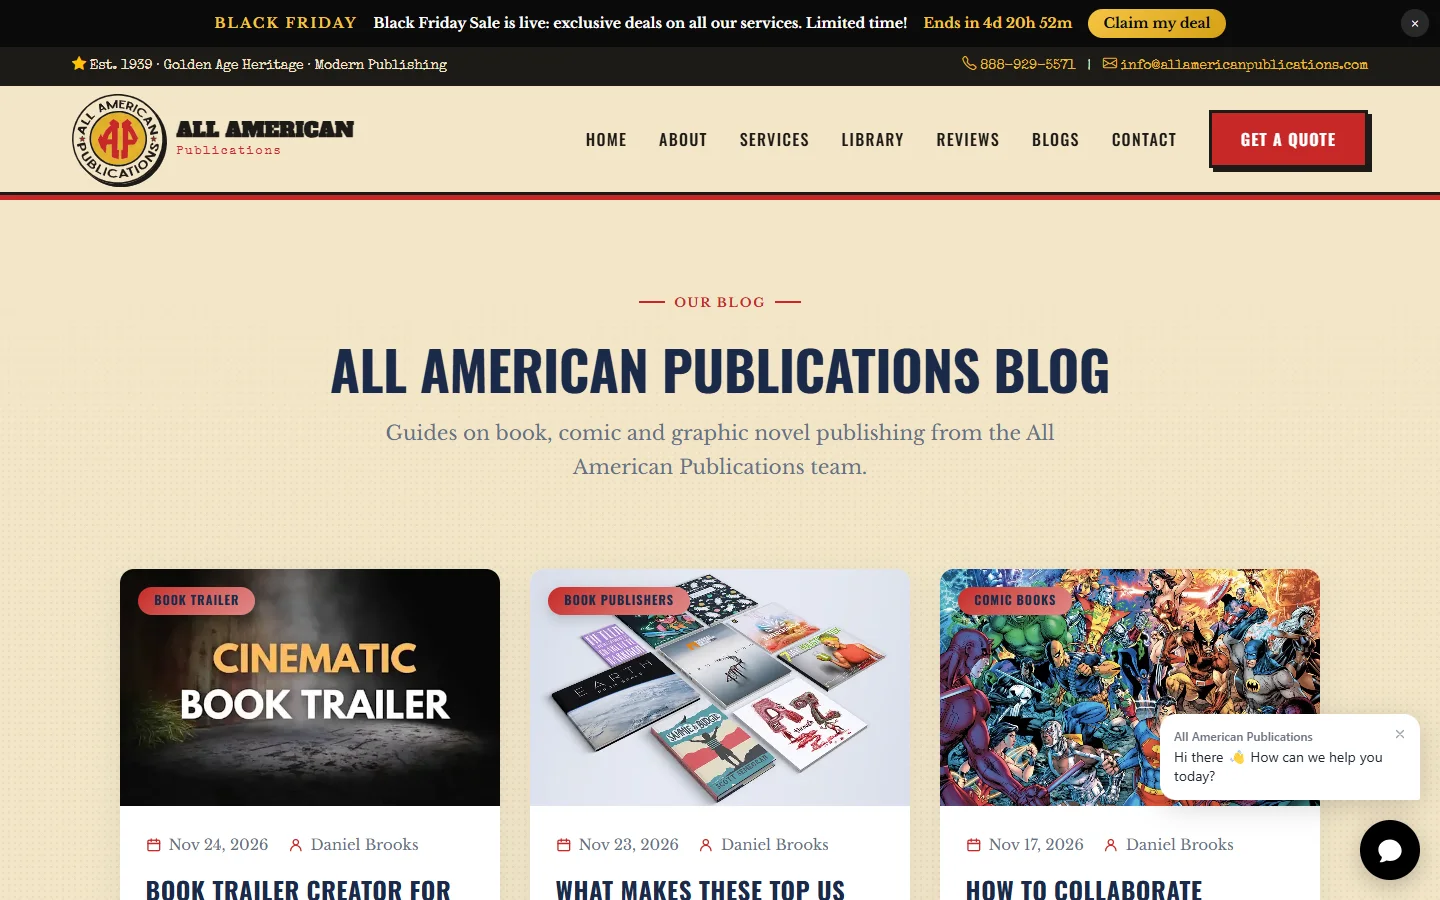 BLACK FRIDAY Black Friday Sale is live: exclusive deals on all our services. Limited time! Ends in 4d 20h 52m Claim my deal ×
Est. 1939 · Golden Age Heritage · Modern Publishing 888-929-5571 | info@allamericanpublications.com
ALL AMERICAN PUBLICATIONS
AP
ALL AMERICAN
Publications
HOME ABOUT SERVICES LIBRARY REVIEWS BLOGS CONTACT GET A QUOTE
OUR BLOG
ALL AMERICAN PUBLICATIONS BLOG
Guides on book, comic and graphic novel publishing from the All
American Publications team.
BOOK TRAILER
CINEMATIC
BOOK TRAILER
BOOK PUBLISHERS
EARTH
COMIC BOOKS
All American Publications
Hi there 👋 How can we help you
today?
Nov 24, 2026 Daniel Brooks
BOOK TRAILER CREATOR FOR
Nov 23, 2026 Daniel Brooks
WHAT MAKES THESE TOP US
Nov 17, 2026 Daniel Brooks
HOW TO COLLABORATE